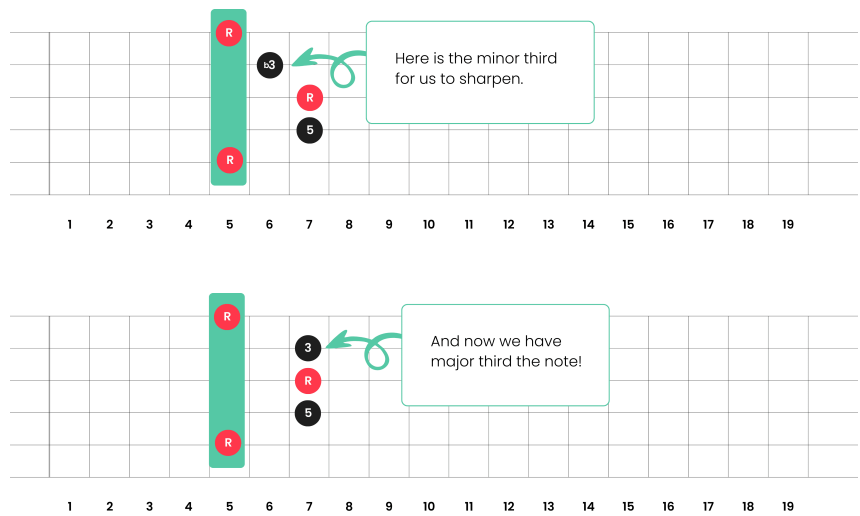 R
b3
Here is the minor third
for us to sharpen.
R
5
R
1 2 3 4 5 6 7 8 9 10 11 12 13 14 15 16 17 18 19
R
3
And now we have
major third the note!
R
5
R
1 2 3 4 5 6 7 8 9 10 11 12 13 14 15 16 17 18 19